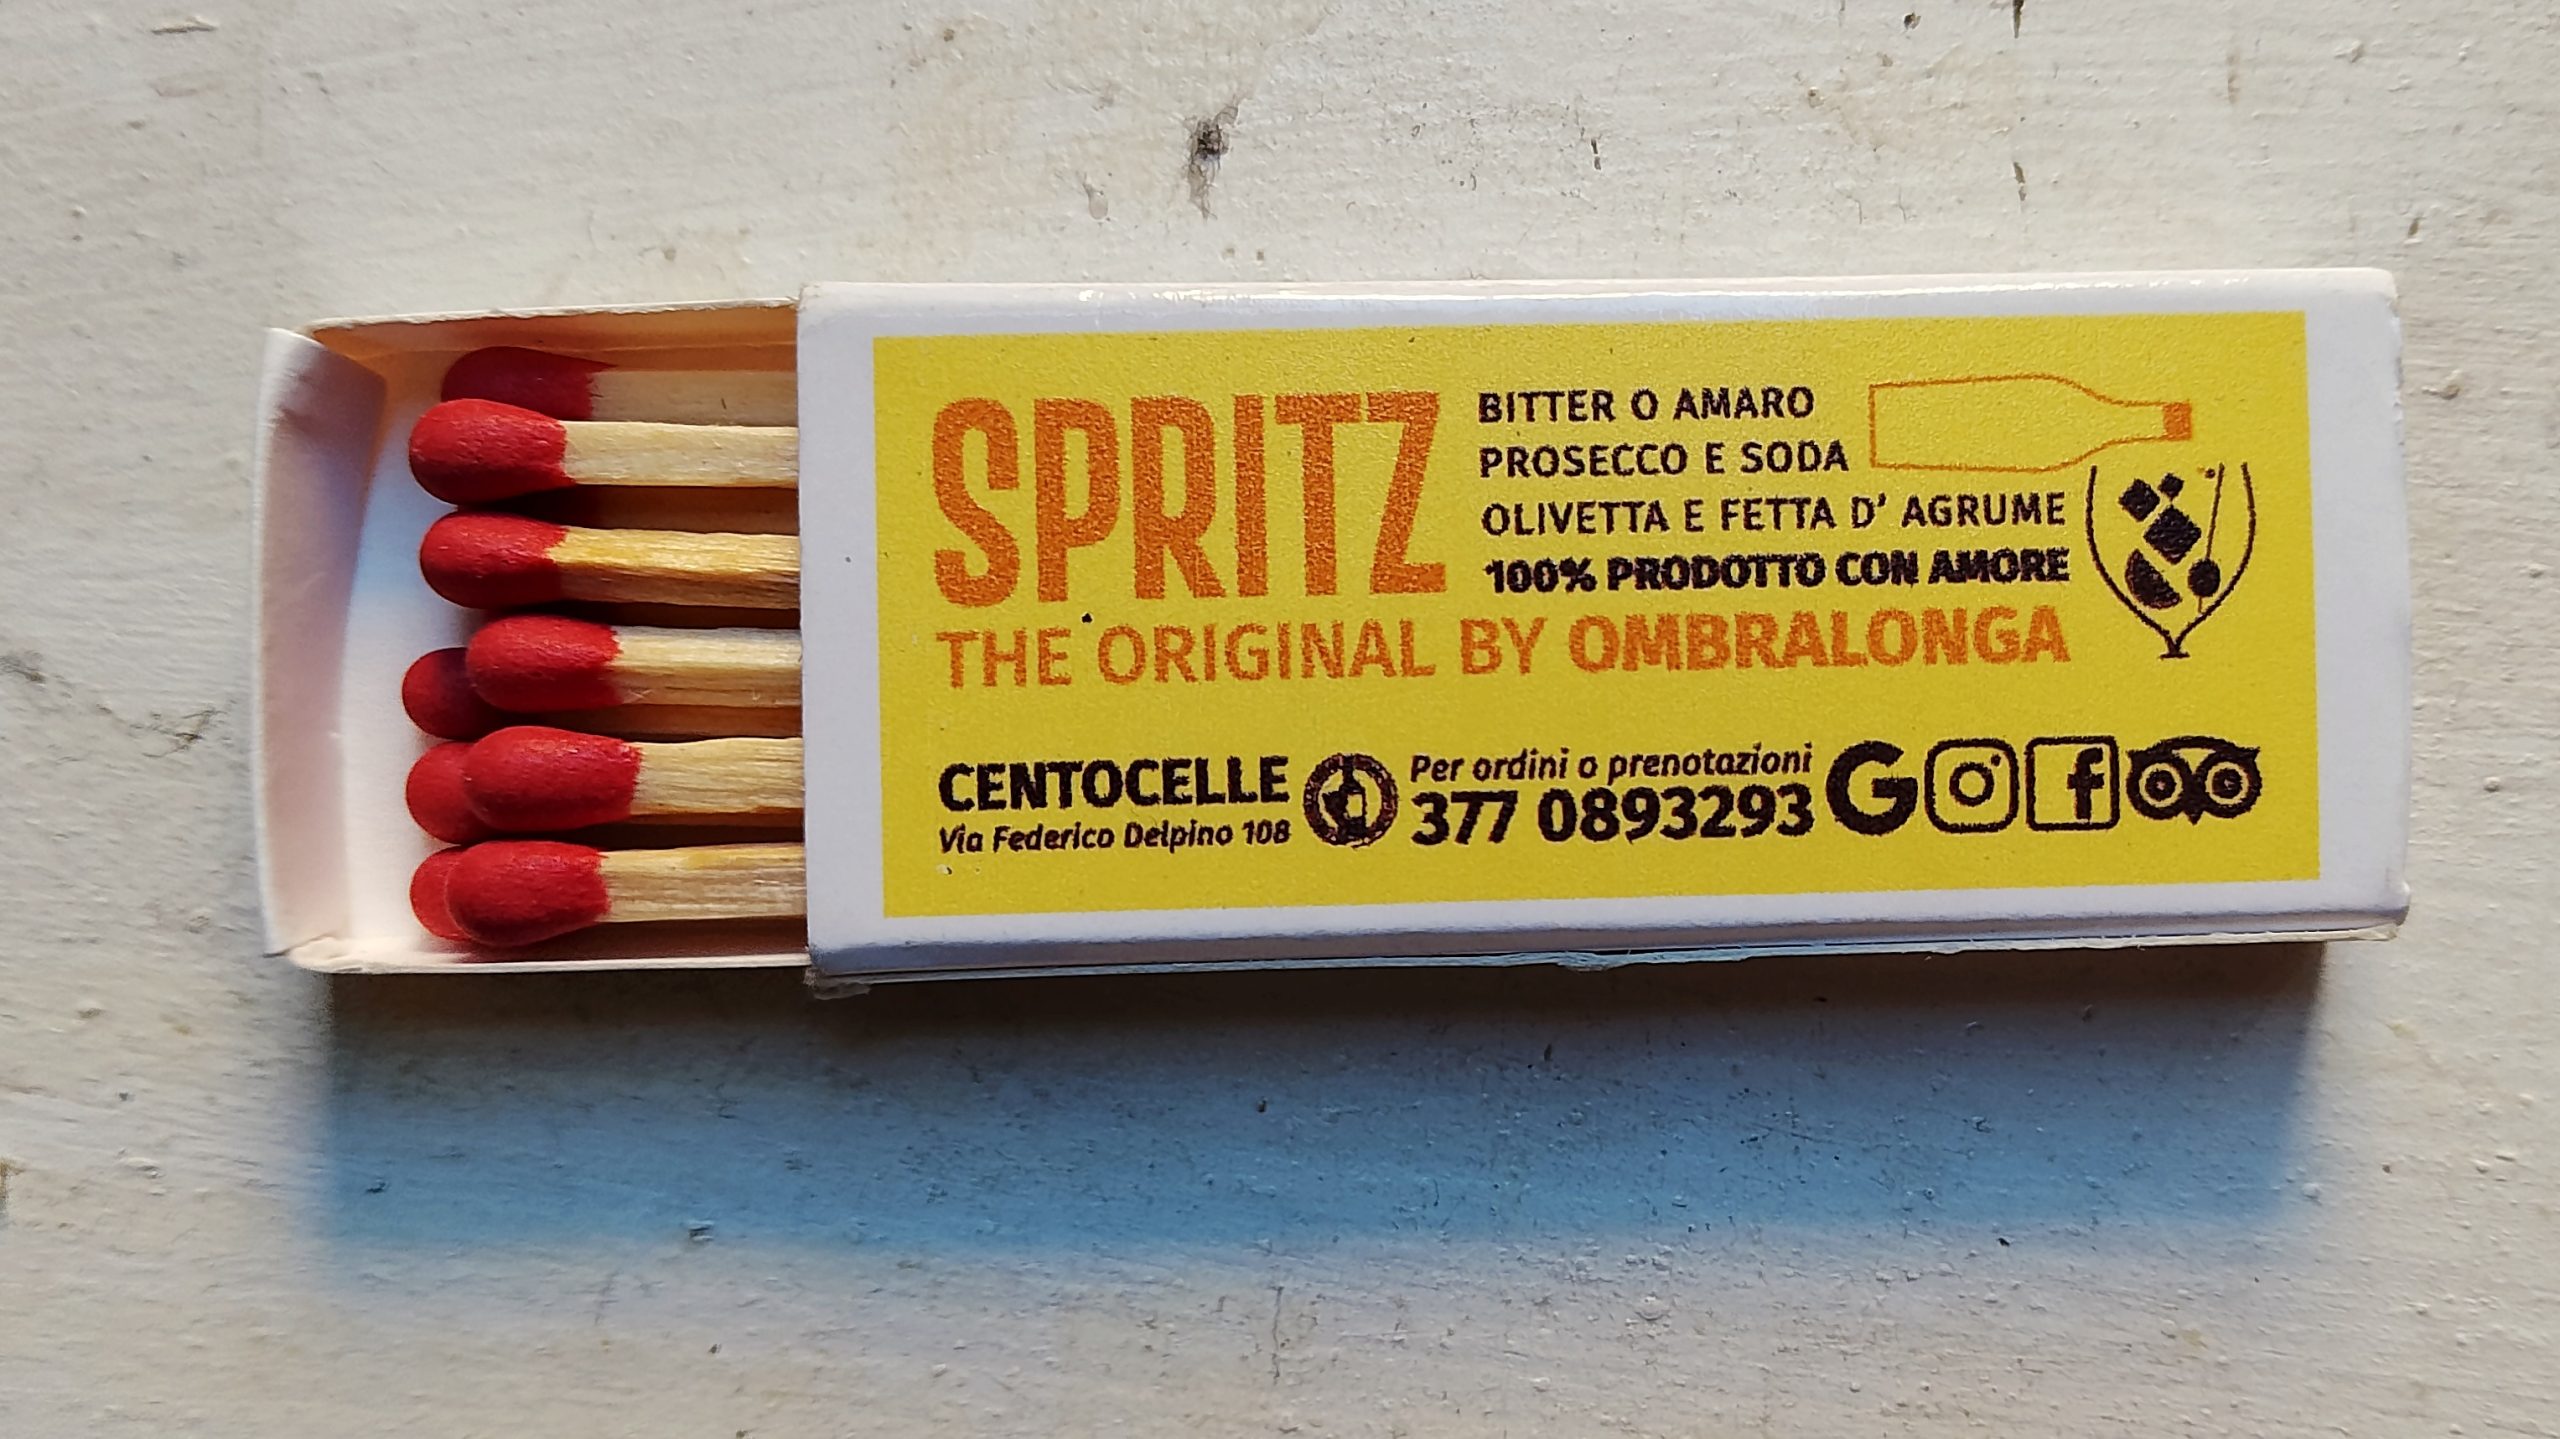 SPRITZ
BITTER O AMARO
PROSECCO E SODA
OLIVETTA E FETTA D' AGRUME
100% PRODOTTO CON AMORE
THE ORIGINAL BY OMBRALONGA
CENTOCELLE
Via Federico Delpino 108
Per ordini o prenotazioni
377 0893293